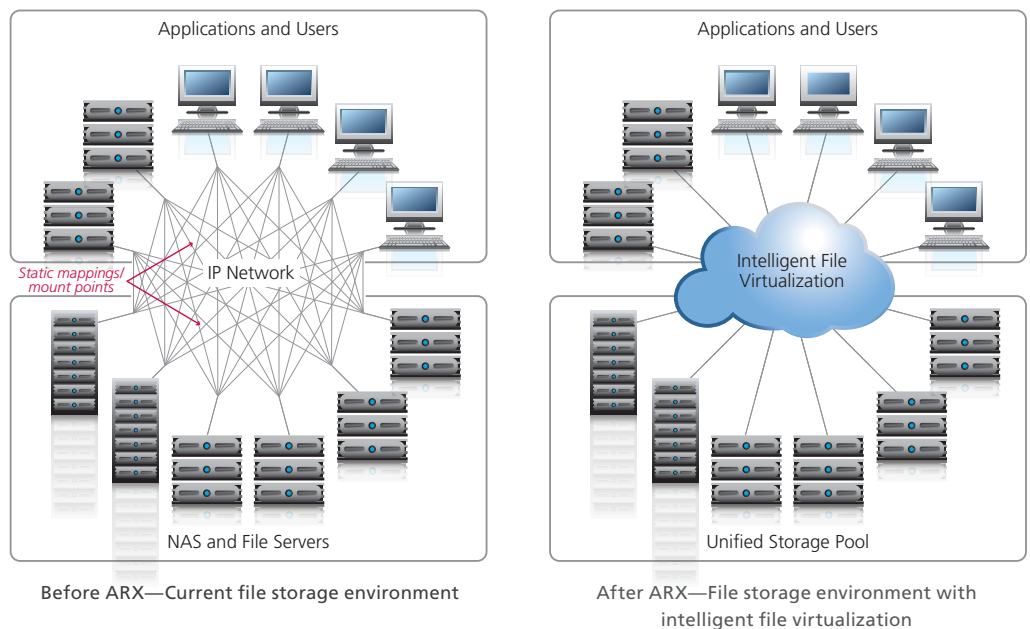 Applications and Users
Static mappings/
mount points
IP Network
NAS and File Servers
Before ARX—Current file storage environment
Applications and Users
Intelligent File
Virtualization
Unified Storage Pool
After ARX—File storage environment with
intelligent file virtualization